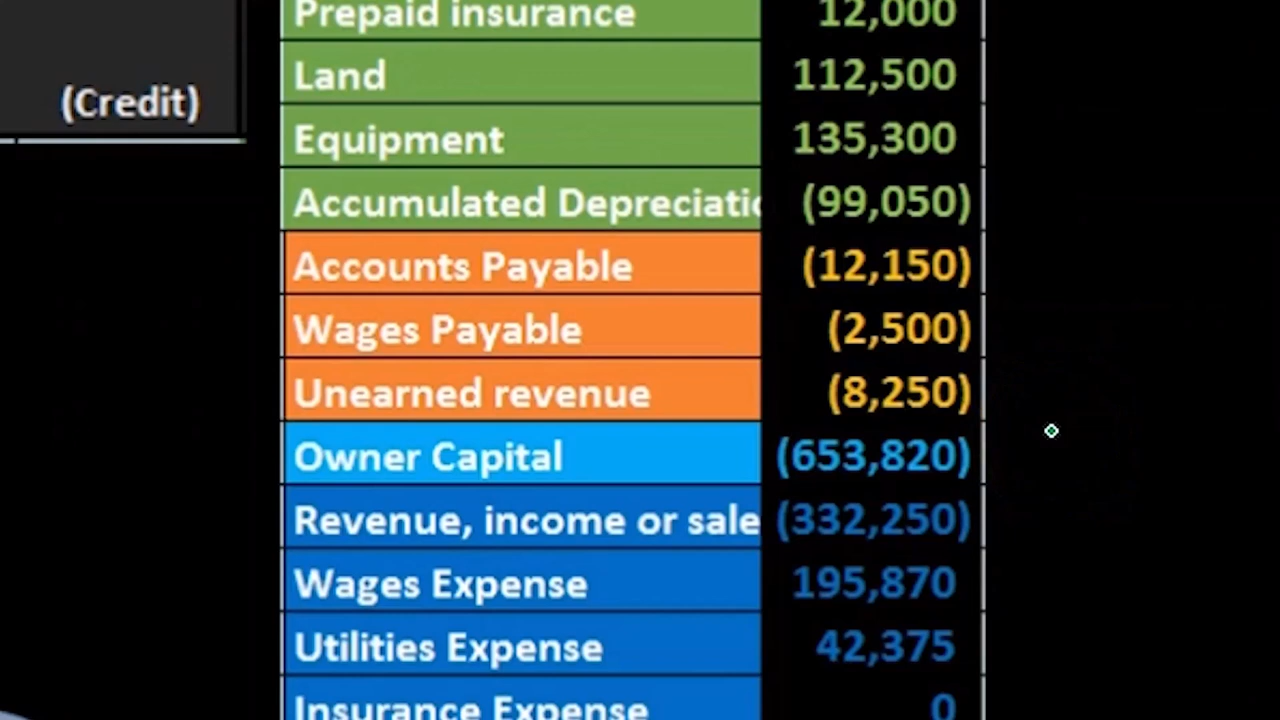 (Credit)
Prepaid insurance 12,000
Land 112,500
Equipment 135,300
Accumulated Depreciatio (99,050)
Accounts Payable (12,150)
Wages Payable (2,500)
Unearned revenue (8,250)
Owner Capital (653,820)
Revenue, income or sale (332,250)
Wages Expense 195,870
Utilities Expense 42,375
Insurance Expense 0